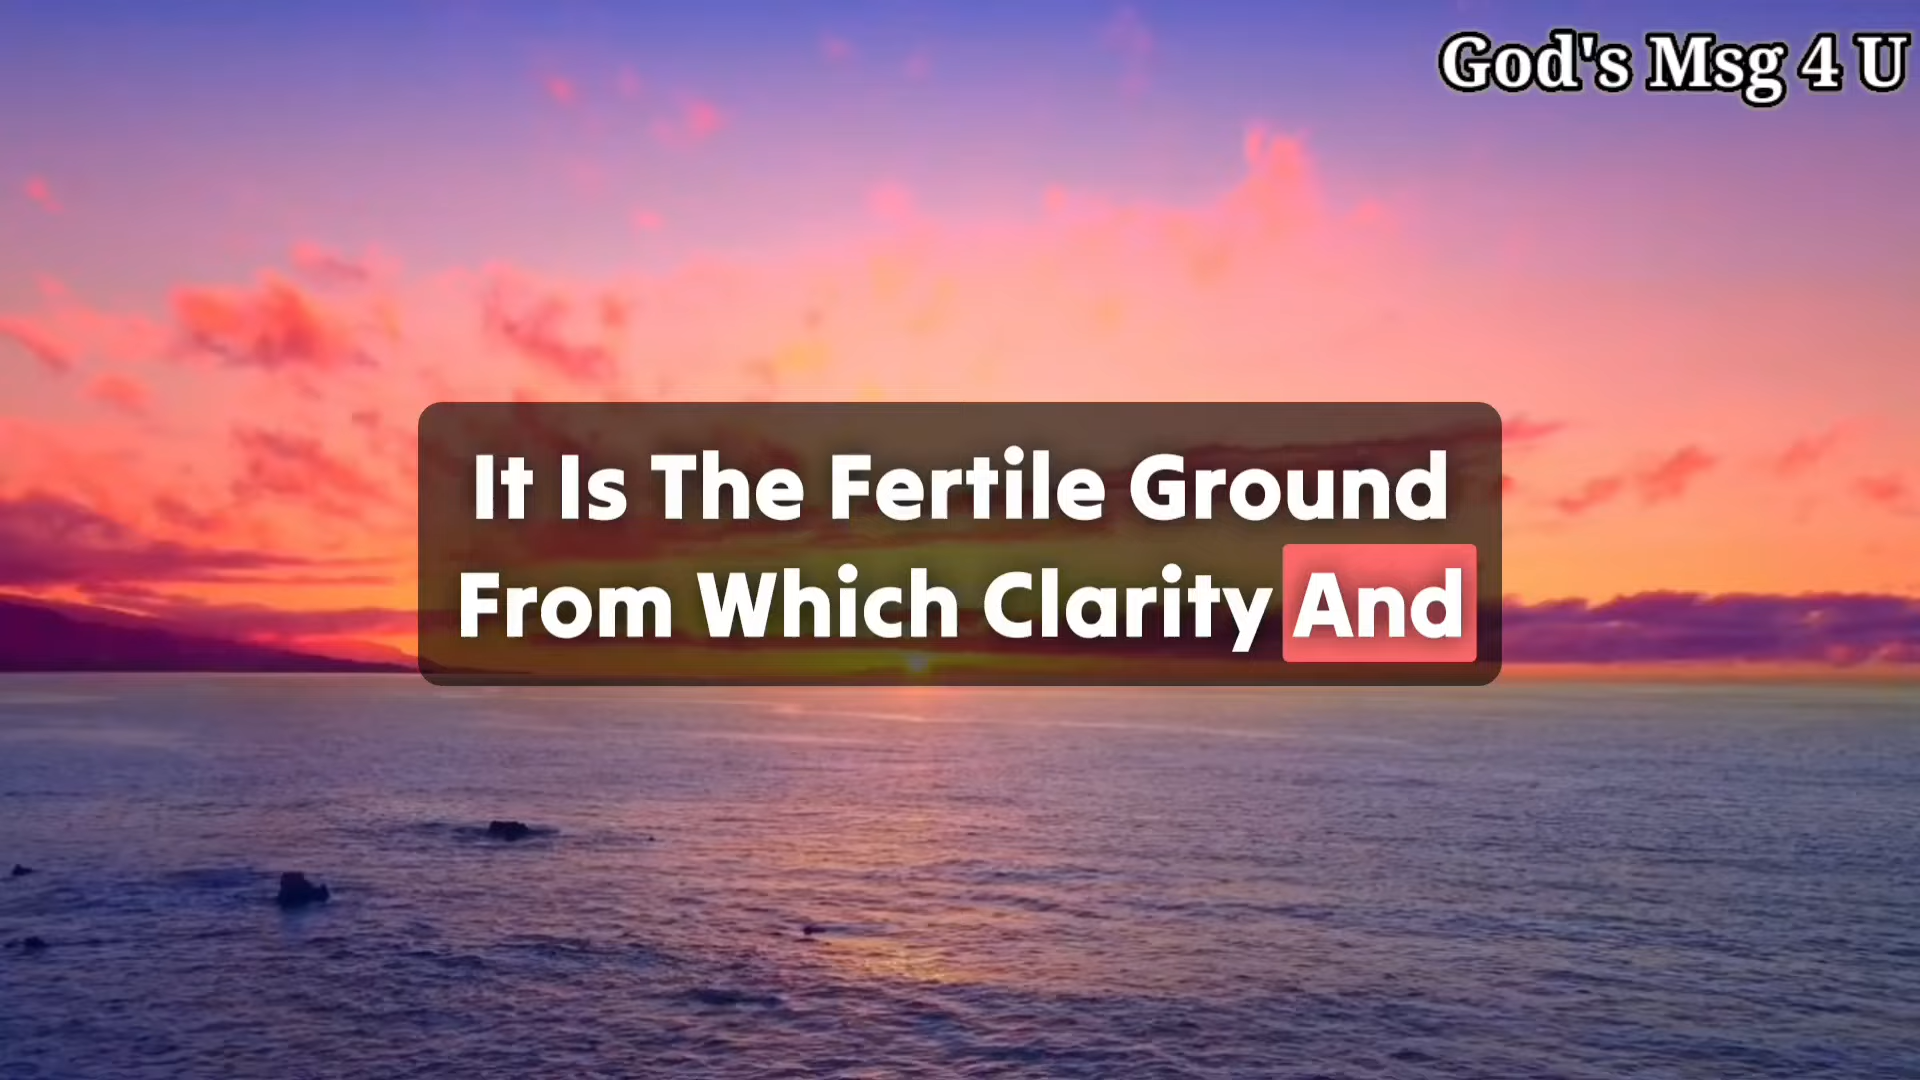 God's Msg 4 U
It Is The Fertile Ground
From Which Clarity And